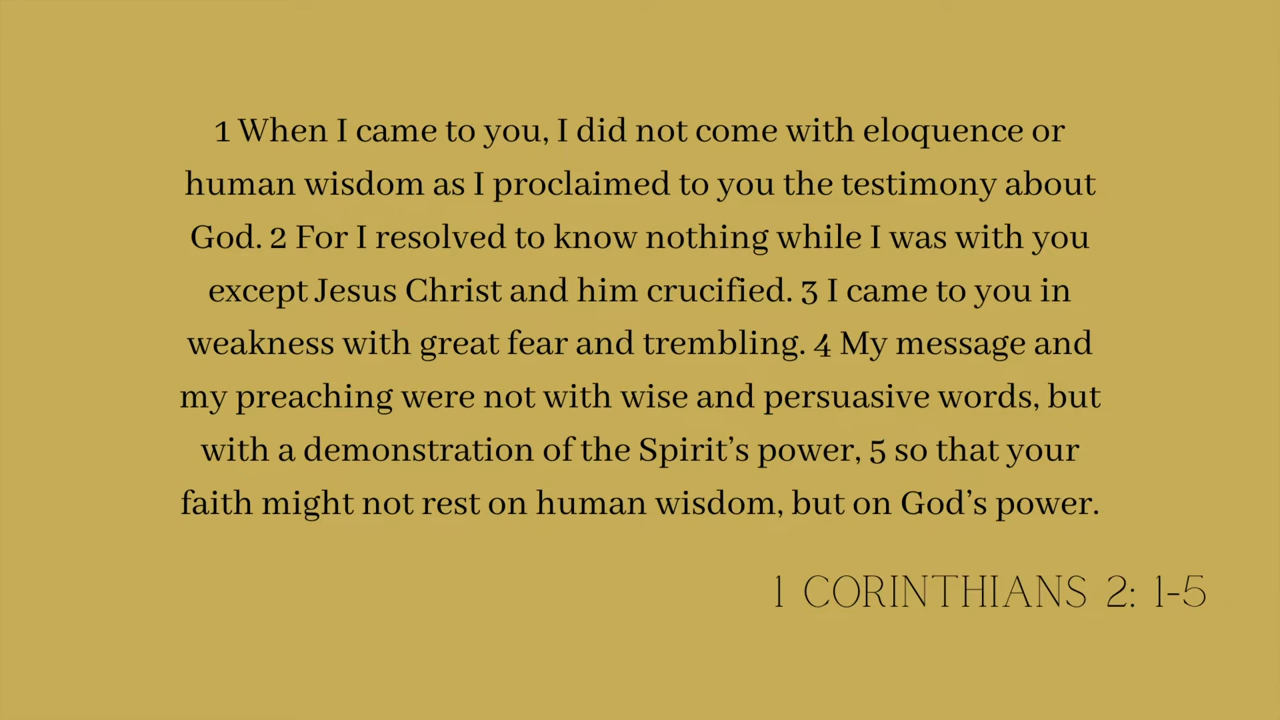 1 When I came to you, I did not come with eloquence or
human wisdom as I proclaimed to you the testimony about
God. 2 For I resolved to know nothing while I was with you
except Jesus Christ and him crucified. 3 I came to you in
weakness with great fear and trembling. 4 My message and
my preaching were not with wise and persuasive words, but
with a demonstration of the Spirit’s power, 5 so that your
faith might not rest on human wisdom, but on God’s power.
1 CORINTHIANS 2: 1-5